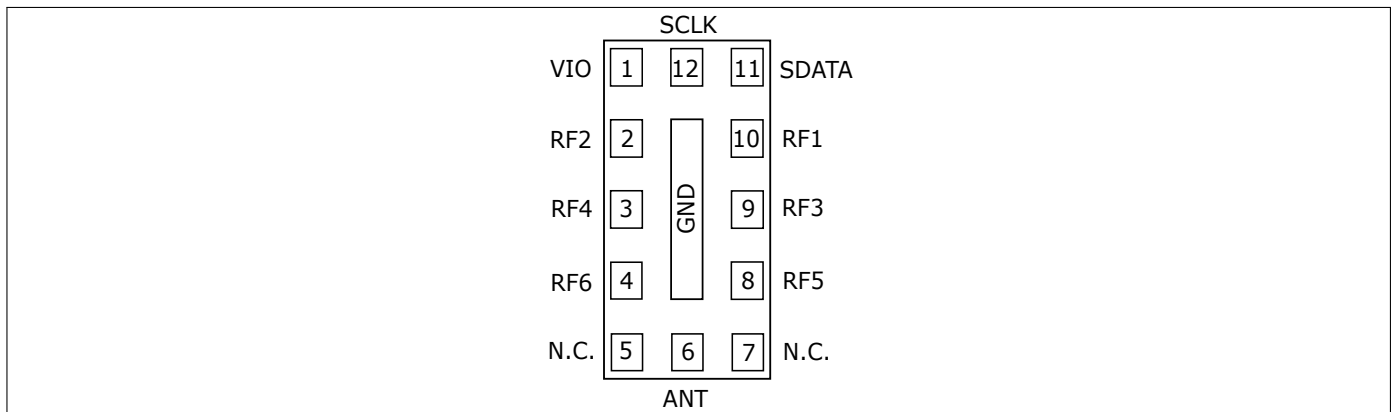 SCLK
VIO 1 12 11 SDATA
RF2 2 10 RF1
RF4 3 GND 9 RF3
RF6 4 8 RF5
N.C. 5 6 7 N.C.
ANT